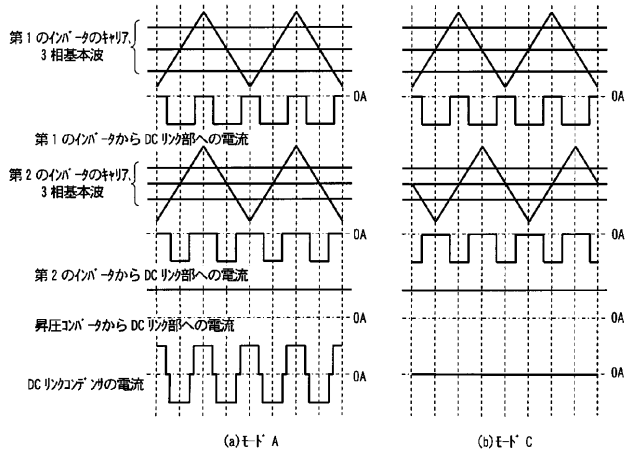 第1のインバータのキャリア,
3相基本波
0A
0A
第1のインバータからDCリンク部への電流
第2のインバータのキャリア,
3相基本波
0A
0A
第2のインバータからDCリンク部への電流
0A
0A
昇圧コンバータからDCリンク部への電流
DCリンクコンデンサの電流
0A
0A
(a)モードA
(b)モードC